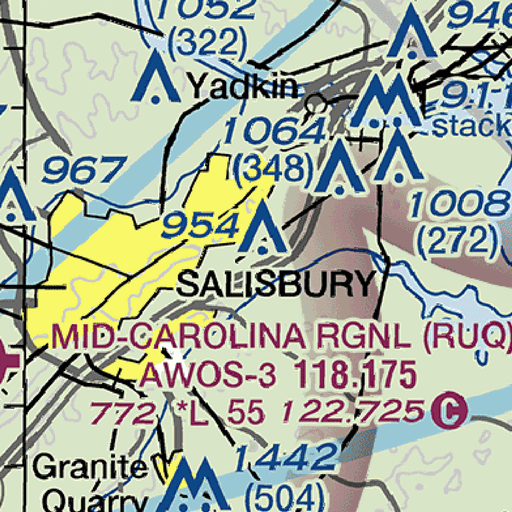 1052
(322)
946
Yadkin
911
stack
1064
(348)
967
1008
(272)
954
SALISBURY
MID-CAROLINA RGNL (RUQ)
AWOS-3 118.175
772 *L 55 122.725 C
Granite
Quarry
1442
(504)